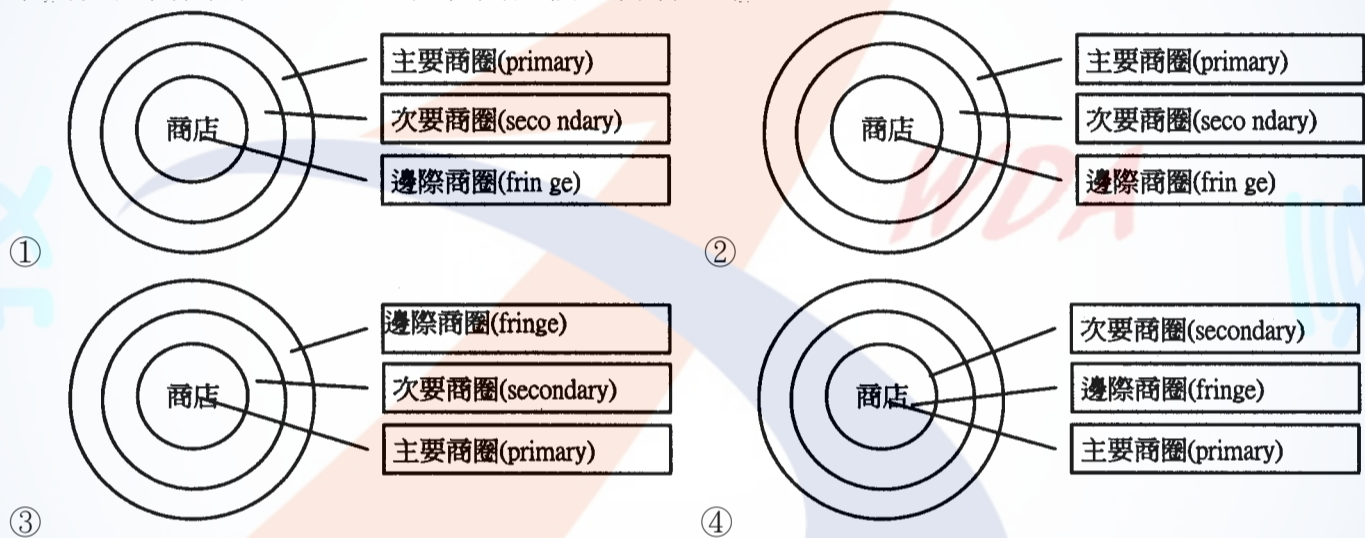 商店
主要商圈(primary)
次要商圈(seco ndary)
邊際商圈(frin ge)
①
商店
主要商圈(primary)
次要商圈(seco ndary)
邊際商圈(frin ge)
②
WDA
商店
邊際商圈(fringe)
次要商圈(secondary)
主要商圈(primary)
③
商店
次要商圈(secondary)
邊際商圈(fringe)
主要商圈(primary)
④